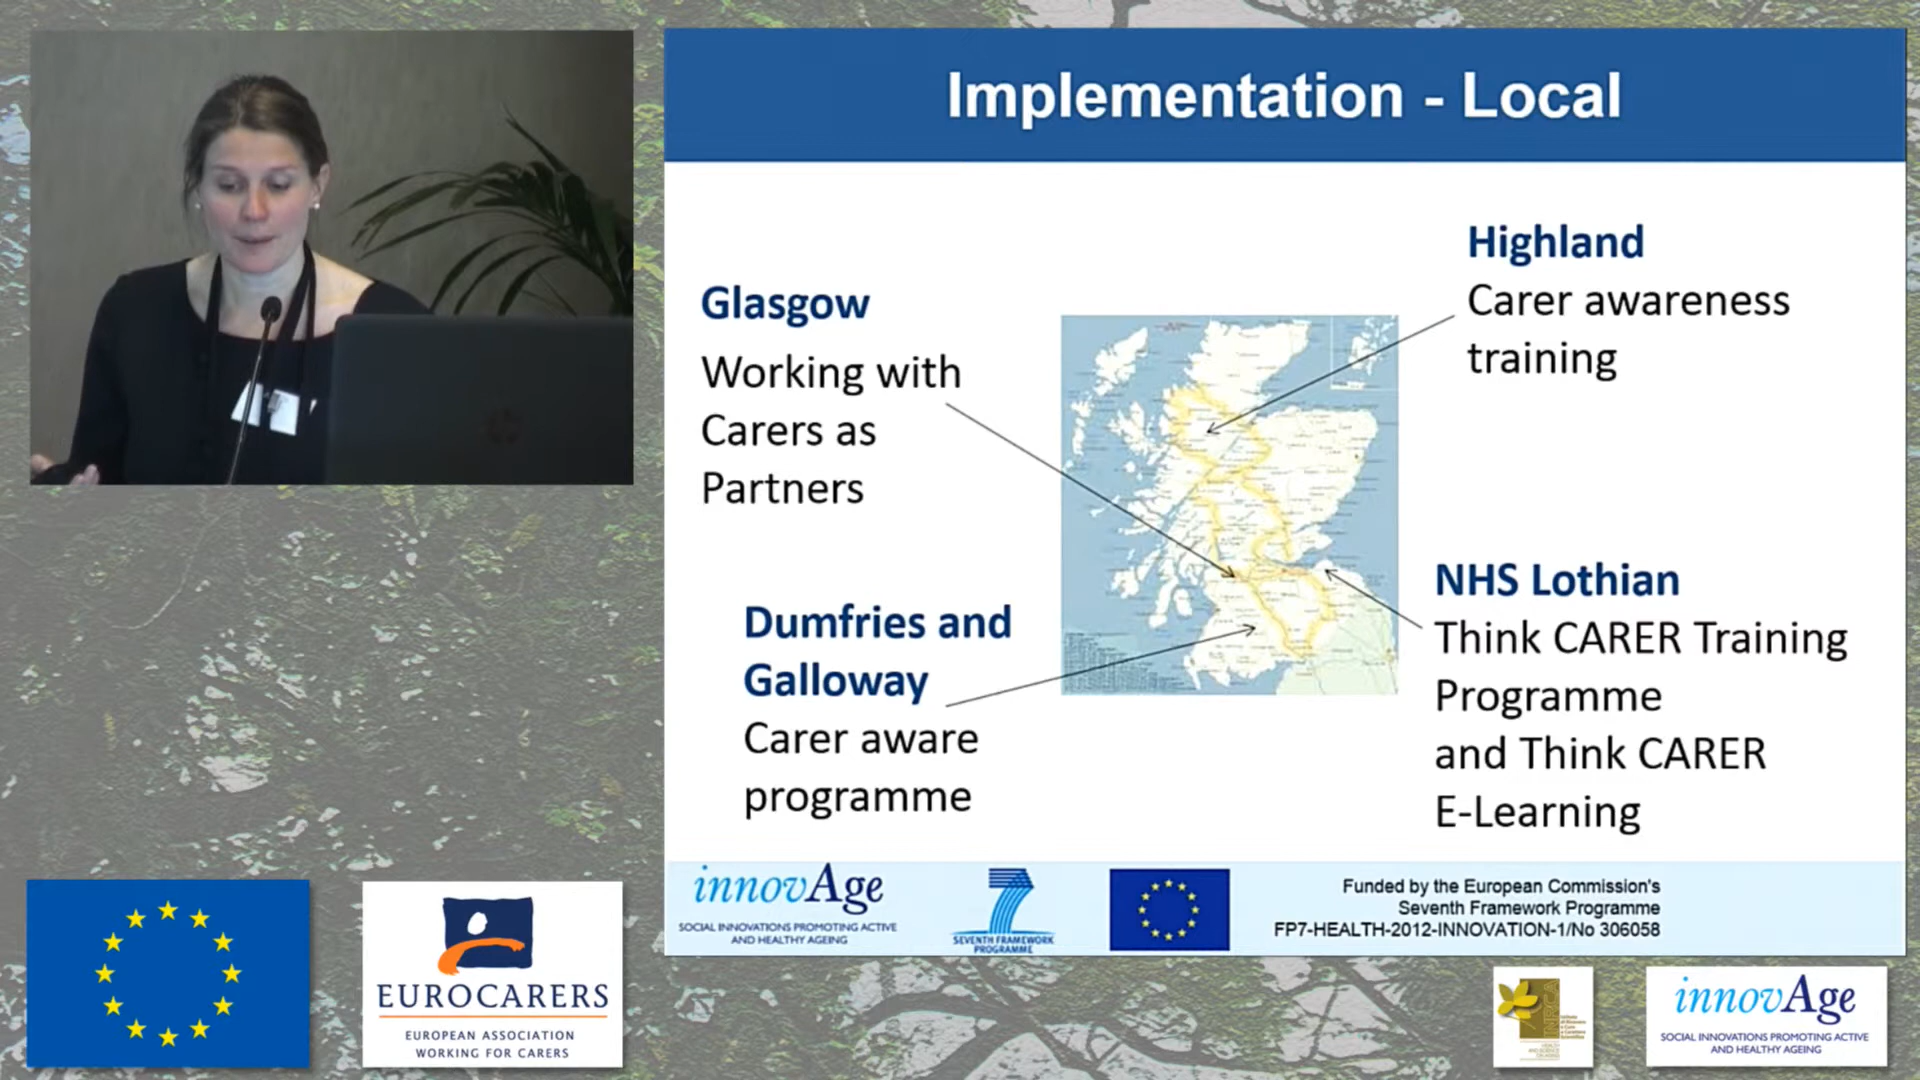 Implementation - Local
Glasgow
Working with
Carers as
Partners
Highland
Carer awareness
training
Dumfries and
Galloway
Carer aware
programme
NHS Lothian
Think CARER Training
Programme
and Think CARER
E-Learning
innovAge
SOCIAL INNOVATIONS PROMOTING ACTIVE
AND HEALTHY AGEING
SEVENTH FRAMEWORK
PROGRAMME
Funded by the European Commission's
Seventh Framework Programme
FP7-HEALTH-2012-INNOVATION-1/No 306058
EUROCARERS
EUROPEAN ASSOCIATION
WORKING FOR CARERS
INRCA
innovAge
SOCIAL INNOVATIONS PROMOTING ACTIVE
AND HEALTHY AGEING